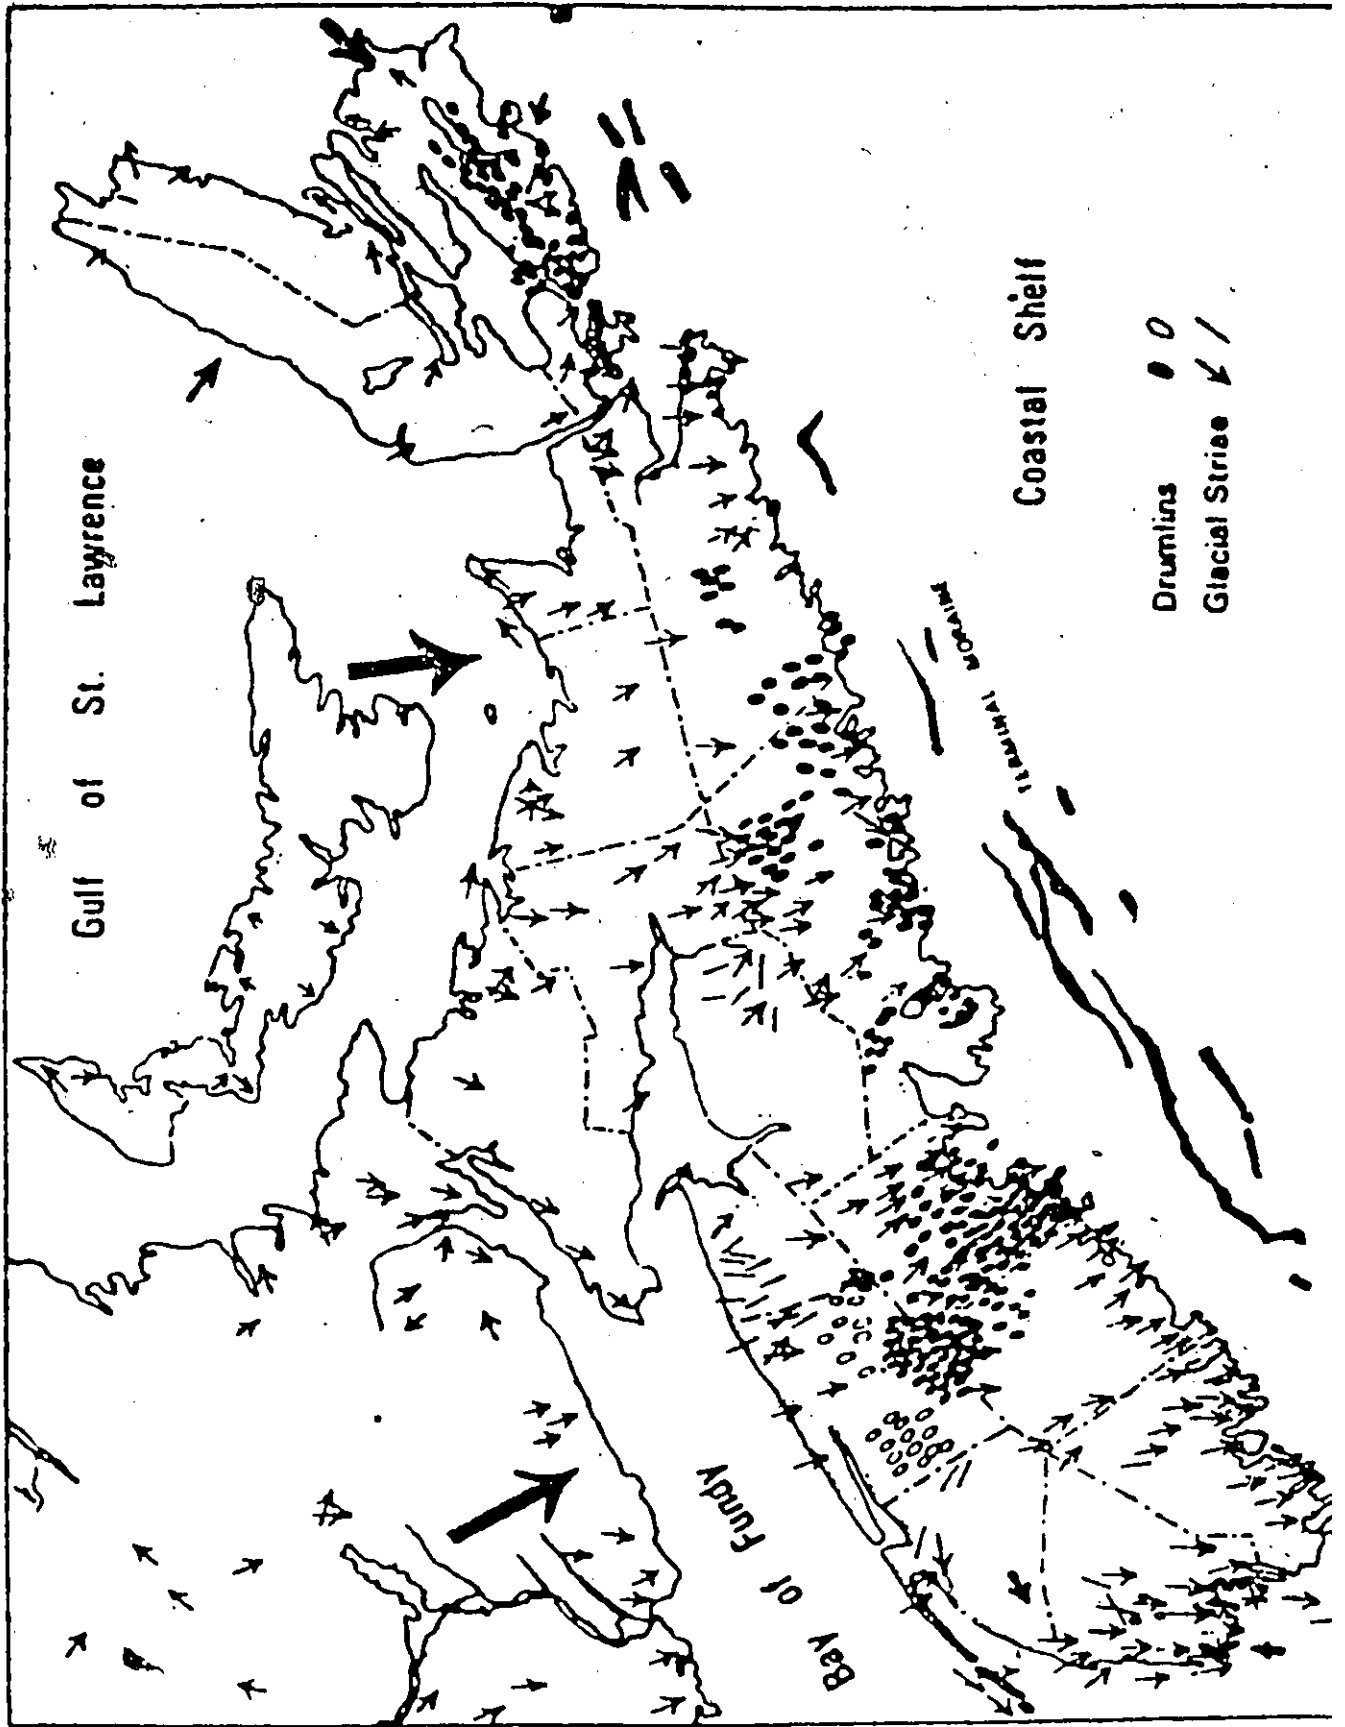 Gulf of St. Lawrence
Coastal Shelf
Drumlins
Glacial Striae
TERMINAL MORAINE
Bay of Fundy